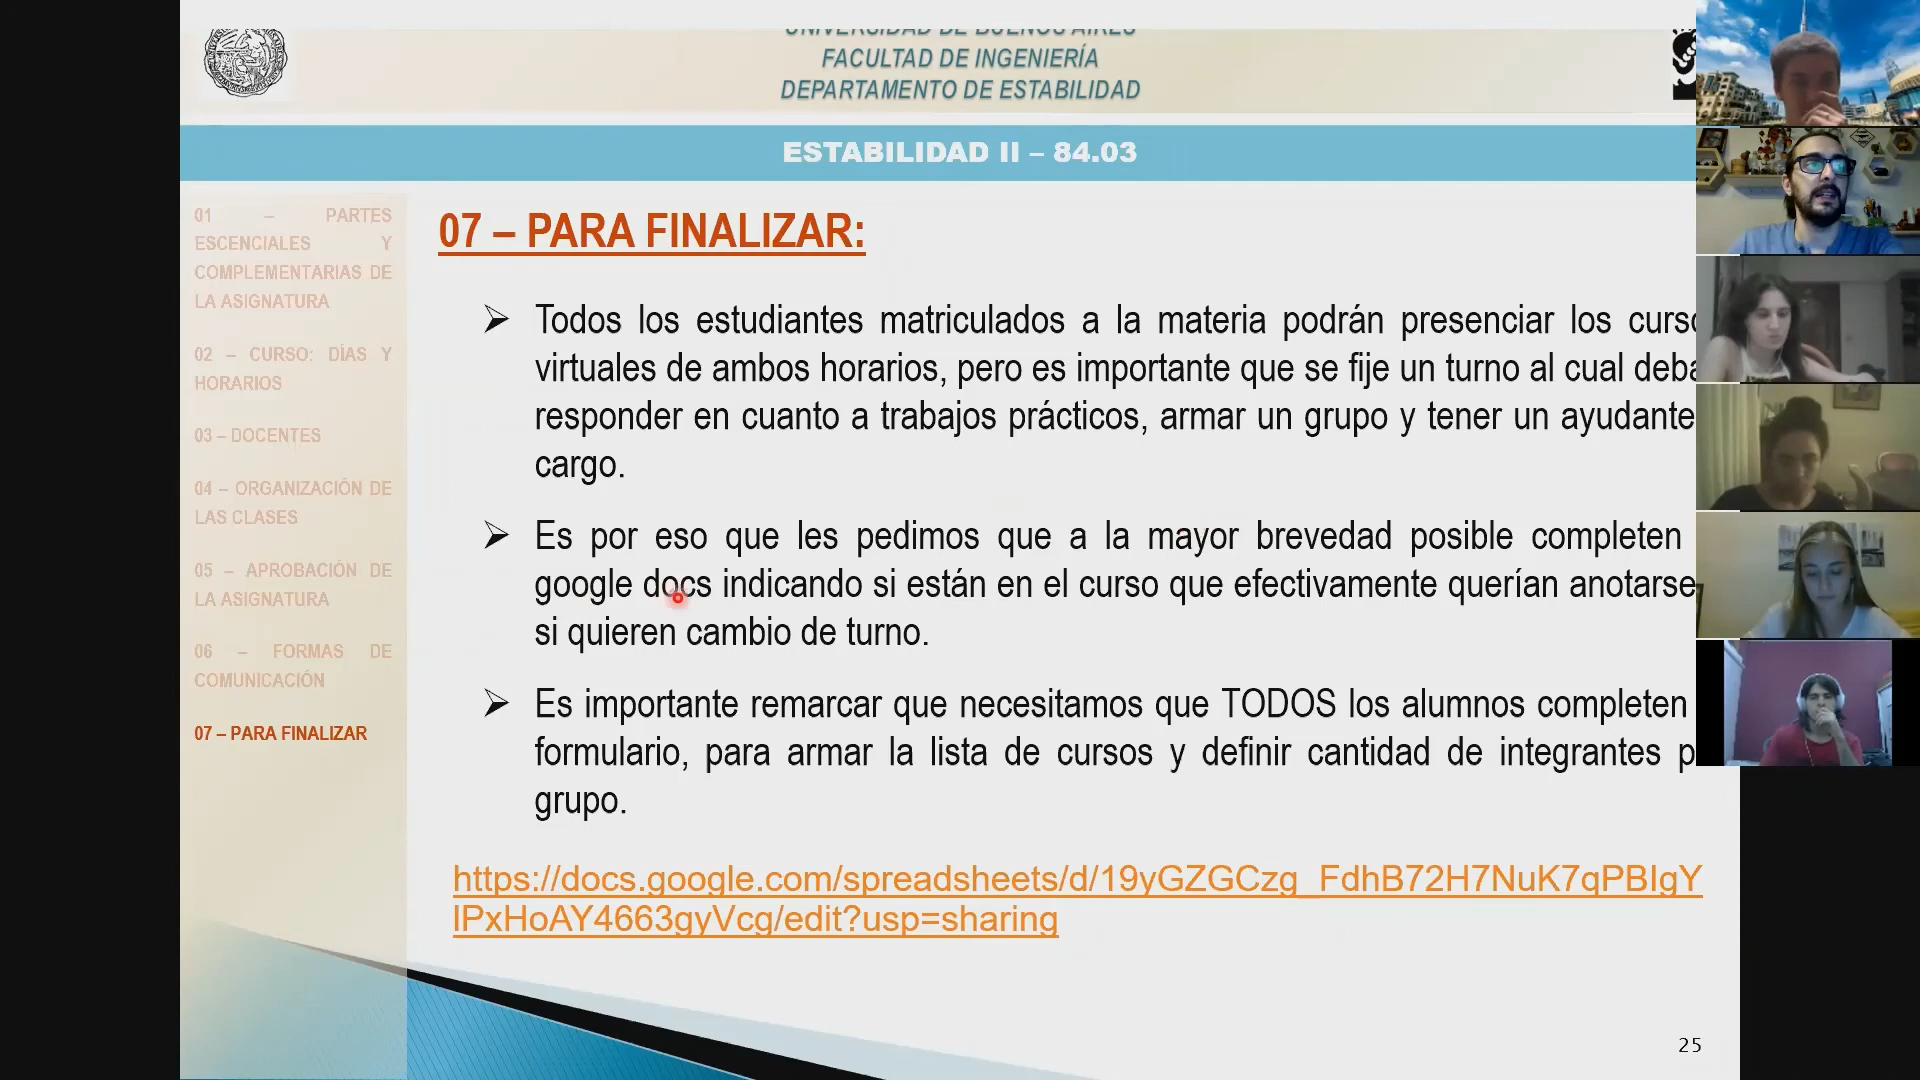 UNIVERSIDAD DE BUENOS AIRES
FACULTAD DE INGENIERÍA
DEPARTAMENTO DE ESTABILIDAD
ESTABILIDAD II – 84.03
01 – PARTES
ESCENCIALES Y
COMPLEMENTARIAS DE
LA ASIGNATURA
02 – CURSO: DÍAS Y
HORARIOS
03 – DOCENTES
04 – ORGANIZACIÓN DE
LAS CLASES
05 – APROBACIÓN DE
LA ASIGNATURA
06 – FORMAS DE
COMUNICACIÓN
07 – PARA FINALIZAR
07 – PARA FINALIZAR:
Todos los estudiantes matriculados a la materia podrán presenciar los
virtuales de ambos horarios, pero es importante que se fije un turno al cual
responder en cuanto a trabajos prácticos, armar un grupo y tener un ayudante
cargo.
Es por eso que les pedimos que a la mayor brevedad posible completen
google docs indicando si están en el curso que efectivamente querían anotarse
si quieren cambio de turno.
Es importante remarcar que necesitamos que TODOS los alumnos completen
formulario, para armar la lista de cursos y definir cantidad de integrantes
grupo.
https://docs.google.com/spreadsheets/d/19yGZGCzg_FdhB72H7NuK7qPBIgY
lPxHoAY4663gyVcg/edit?usp=sharing
25